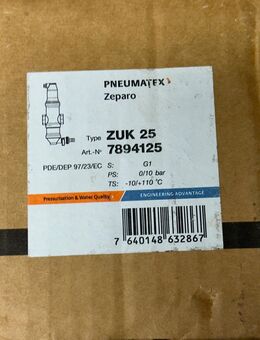 PNEUMATEX
Zeparo
Type ZUK 25
Art.-N° 7894125
PDE/DEP 97/23/EC S: G1
PS: 0/10 bar
TS: -10/+110 °C
Pressurisation & Water Quality ENGINEERING ADVANTAGE
7 640148 632867